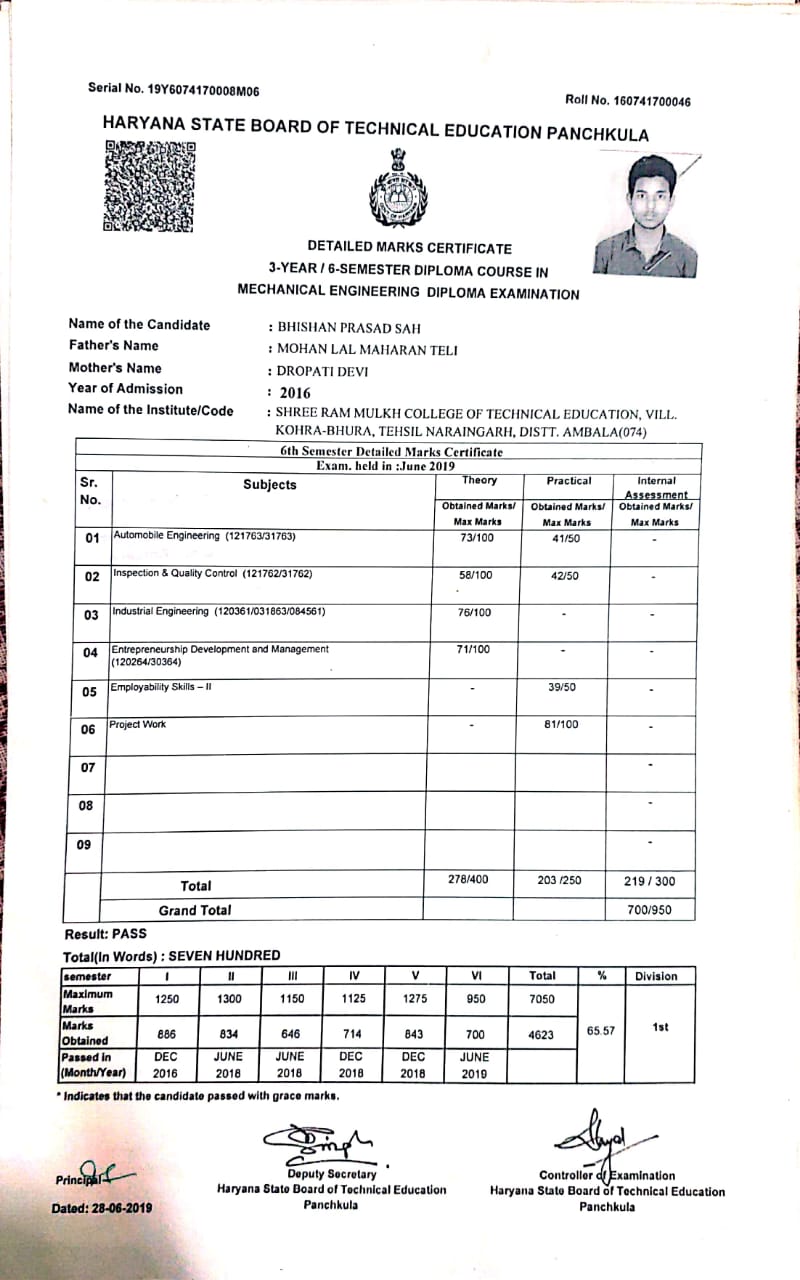 Serial No. 19Y6074170008M06
Roll No. 160741700046
HARYANA STATE BOARD OF TECHNICAL EDUCATION PANCHKULA
DETAILED MARKS CERTIFICATE
3-YEAR / 6-SEMESTER DIPLOMA COURSE IN
MECHANICAL ENGINEERING DIPLOMA EXAMINATION
Name of the Candidate : BHISHAN PRASAD SAH
Father's Name : MOHAN LAL MAHARAN TELI
Mother's Name : DROPATI DEVI
Year of Admission : 2016
Name of the Institute/Code : SHREE RAM MULKH COLLEGE OF TECHNICAL EDUCATION, VILL.
KOHRA-BHURA, TEHSIL NARAINGARH, DISTT. AMBALA(074)
6th Semester Detailed Marks Certificate
Exam. held in :June 2019
Sr. No. Subjects Theory Practical Internal Assessment
Obtained Marks/ Max Marks Obtained Marks/ Max Marks Obtained Marks/ Max Marks
01 Automobile Engineering (121763/31763) 73/100 41/50 -
02 Inspection & Quality Control (121762/31762) 58/100 42/50 -
03 Industrial Engineering (120361/031863/084561) 76/100 - -
04 Entrepreneurship Development and Management 71/100 - -
(120264/30364)
05 Employability Skills – II - 39/50 -
06 Project Work - 81/100 -
07 -
08 -
09 -
Total 278/400 203 /250 219 / 300
Grand Total 700/950
Result: PASS
Total(In Words) : SEVEN HUNDRED
semester I II III IV V VI Total % Division
Maximum Marks 1250 1300 1150 1125 1275 950 7050
Marks Obtained 886 834 646 714 843 700 4623 65.57 1st
Passed in (Month/Year) DEC 2016 JUNE 2018 JUNE 2018 DEC 2018 DEC 2018 JUNE 2019
* Indicates that the candidate passed with grace marks.
Principal
Dated: 28-06-2019
Deputy Secretary
Haryana State Board of Technical Education
Panchkula
Controller of Examination
Haryana State Board of Technical Education
Panchkula